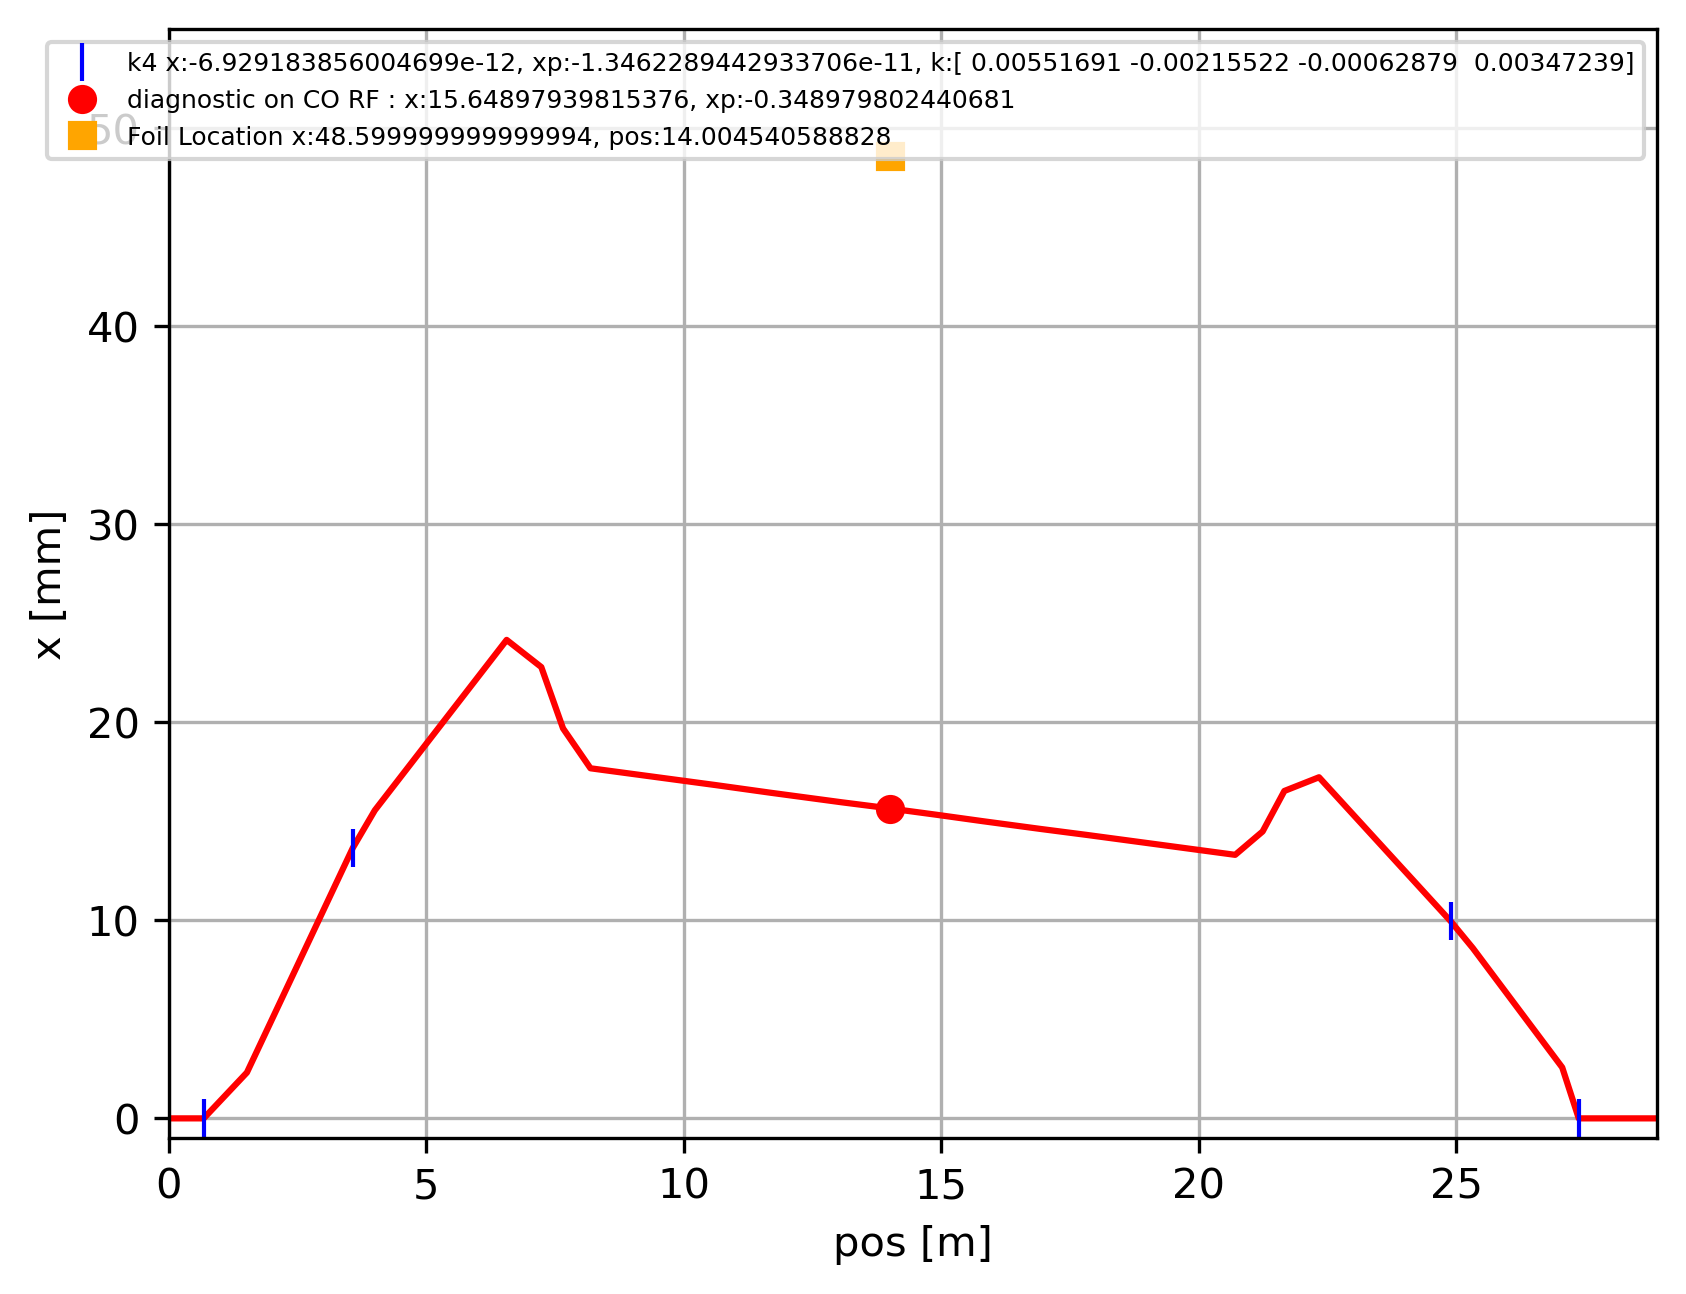 k4 x:-6.929183856004699e-12, xp:-1.3462289442933706e-11, k:[ 0.00551691 -0.00215522 -0.00062879  0.00347239]
diagnostic on CO RF : x:15.64897939815376, xp:-0.348979802440681
Foil Location x:48.599999999999994, pos:14.004540588828
50
40
30
20
10
0
x [mm]
0 5 10 15 20 25
pos [m]